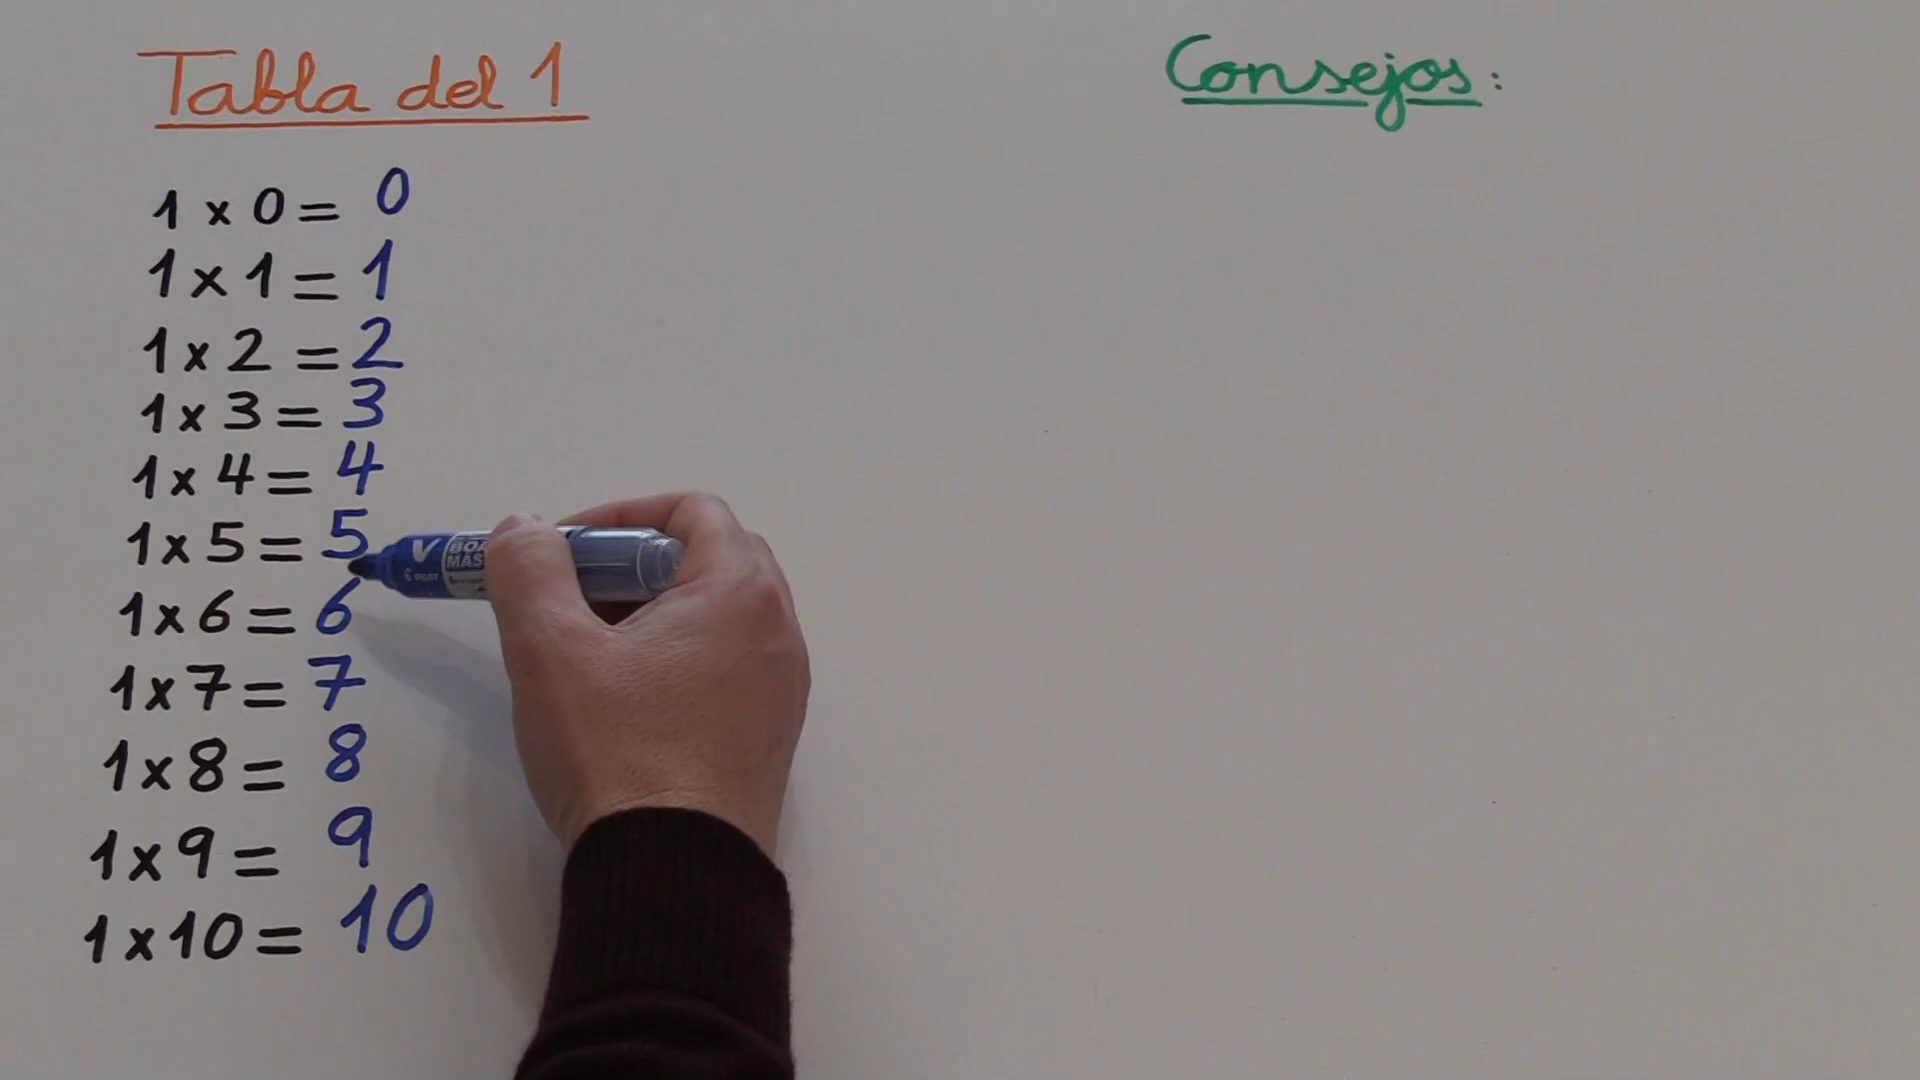 Tabla del 1
1 x 0 = 0
1 x 1 = 1
1 x 2 = 2
1 x 3 = 3
1 x 4 = 4
1 x 5 = 5
1 x 6 = 6
1 x 7 = 7
1 x 8 = 8
1 x 9 = 9
1 x 10 = 10
Consejos:
V
PILOT